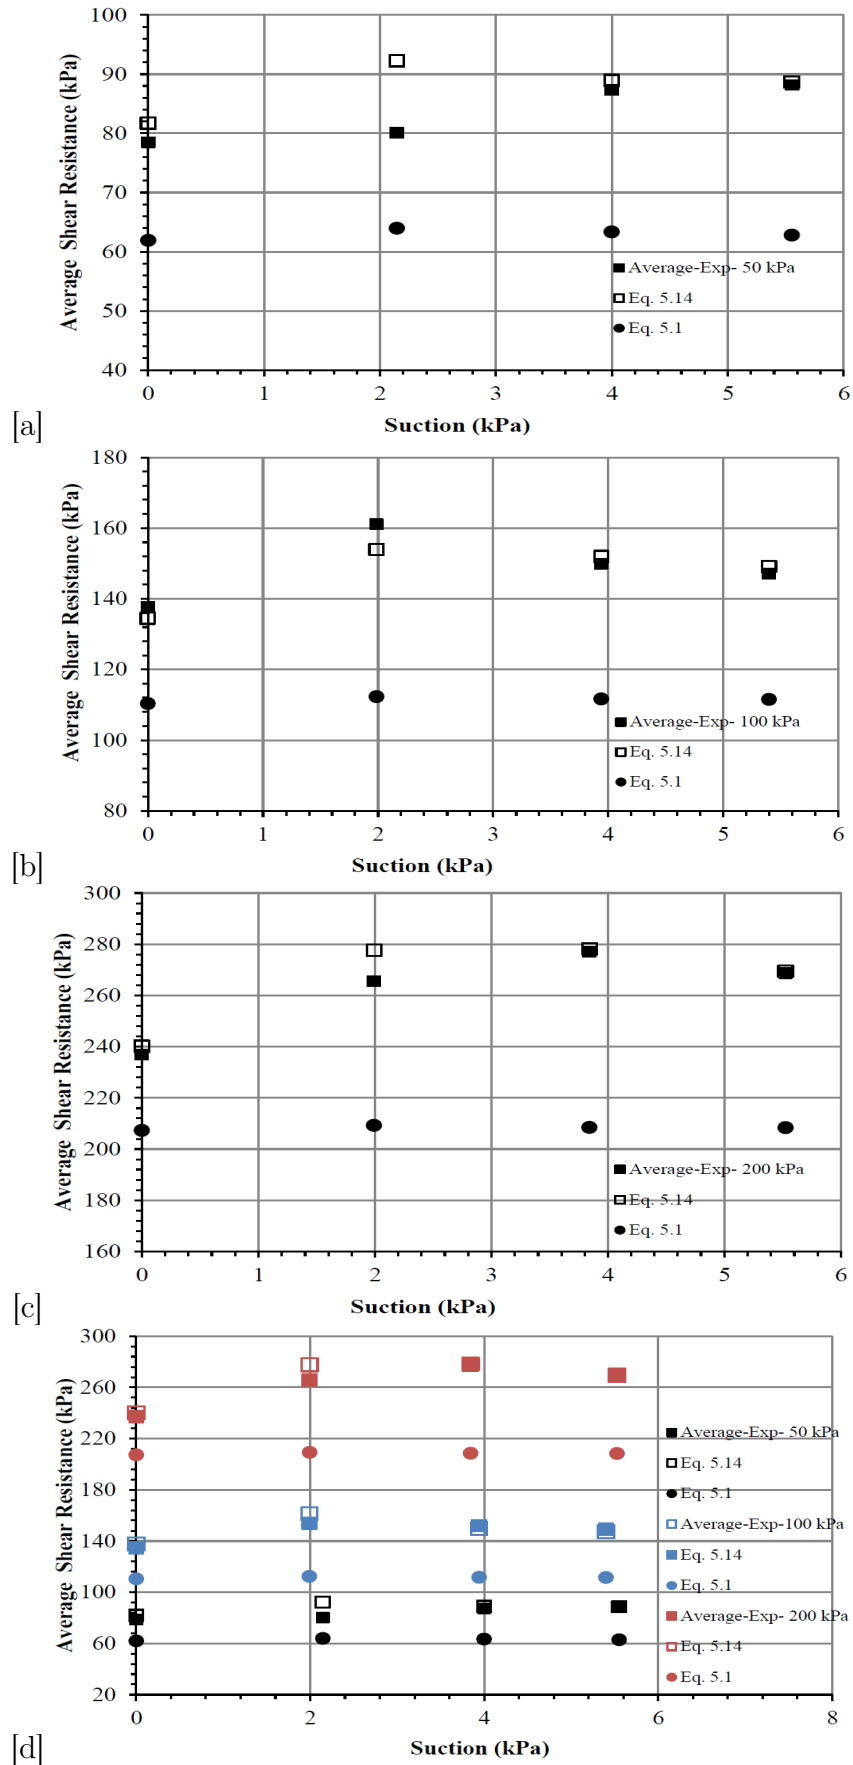 100
90
80
70
60
50
40
Average Shear Resistance (kPa)
Average-Exp- 50 kPa
Eq. 5.14
Eq. 5.1
0 1 2 3 4 5 6
Suction (kPa)
[a]
180
160
140
120
100
80
Average Shear Resistance (kPa)
Average-Exp- 100 kPa
Eq. 5.14
Eq. 5.1
0 1 2 3 4 5 6
Suction (kPa)
[b]
300
280
260
240
220
200
180
160
Average Shear Resistance (kPa)
Average-Exp- 200 kPa
Eq. 5.14
Eq. 5.1
0 1 2 3 4 5 6
Suction (kPa)
[c]
300
260
220
180
140
100
60
20
Average Shear Resistance (kPa)
Average-Exp- 50 kPa
Eq. 5.14
Eq. 5.1
Average-Exp-100 kPa
Eq. 5.14
Eq. 5.1
Average-Exp- 200 kPa
Eq. 5.14
Eq. 5.1
0 2 4 6 8
Suction (kPa)
[d]